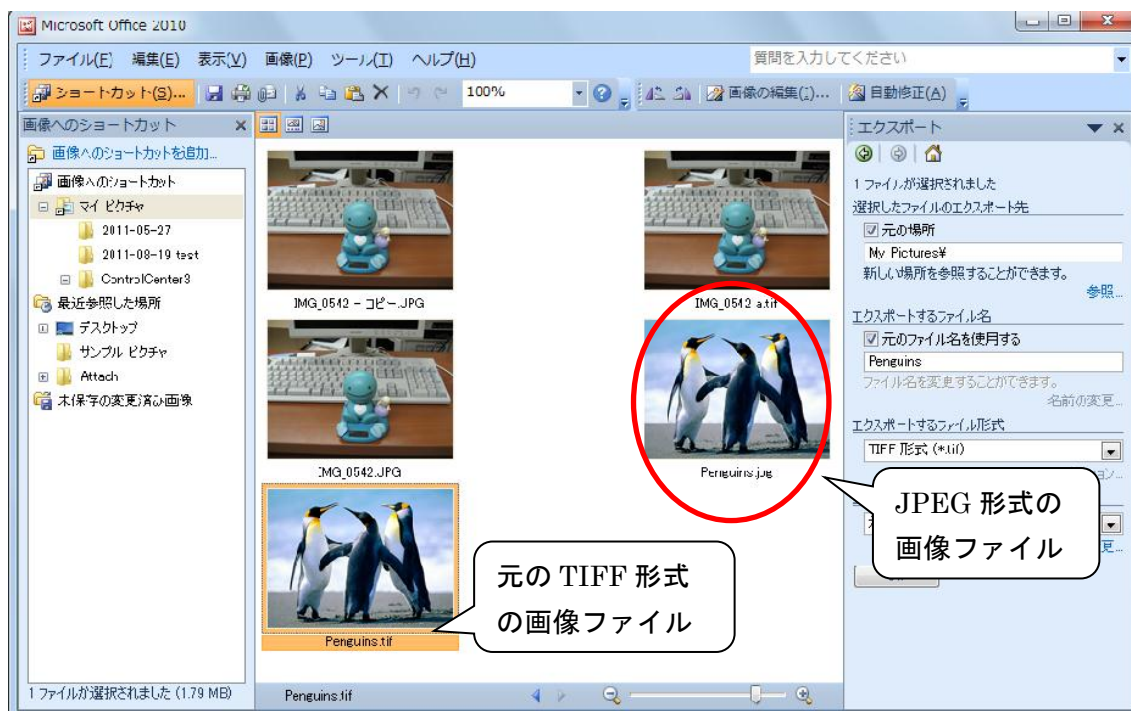 Microsoft Office 2010
ファイル(F) 編集(E) 表示(V) 画像(P) ツール(T) ヘルプ(H) 質問を入力してください
ショートカット(S)... 100% 画像の編集(I)... 自動修正(A)
画像へのショートカット
画像へのショートカットを追加...
画像へのショートカット
マイ ピクチャ
2011-05-27
2011-08-19 test
ControlCenter3
最近参照した場所
デスクトップ
サンプル ピクチャ
Attach
未保存の変更済み画像
1 ファイルが選択されました (1.79 MB)
IMG_0542 - コピー.JPG
IMG_0542 a.tif
IMG_0542.JPG
Penguins.jpg
Penguins.tif
元の TIFF 形式
の画像ファイル
Penguins.tif
エクスポート
1 ファイルが選択されました
選択したファイルのエクスポート先
元の場所
My Pictures¥
新しい場所を参照することができます。
参照...
エクスポートするファイル名
元のファイル名を使用する
Penguins
ファイル名を変更することができます。
名前の変更...
エクスポートするファイル形式
TIFF 形式 (*.tif)
JPEG 形式の
画像ファイル